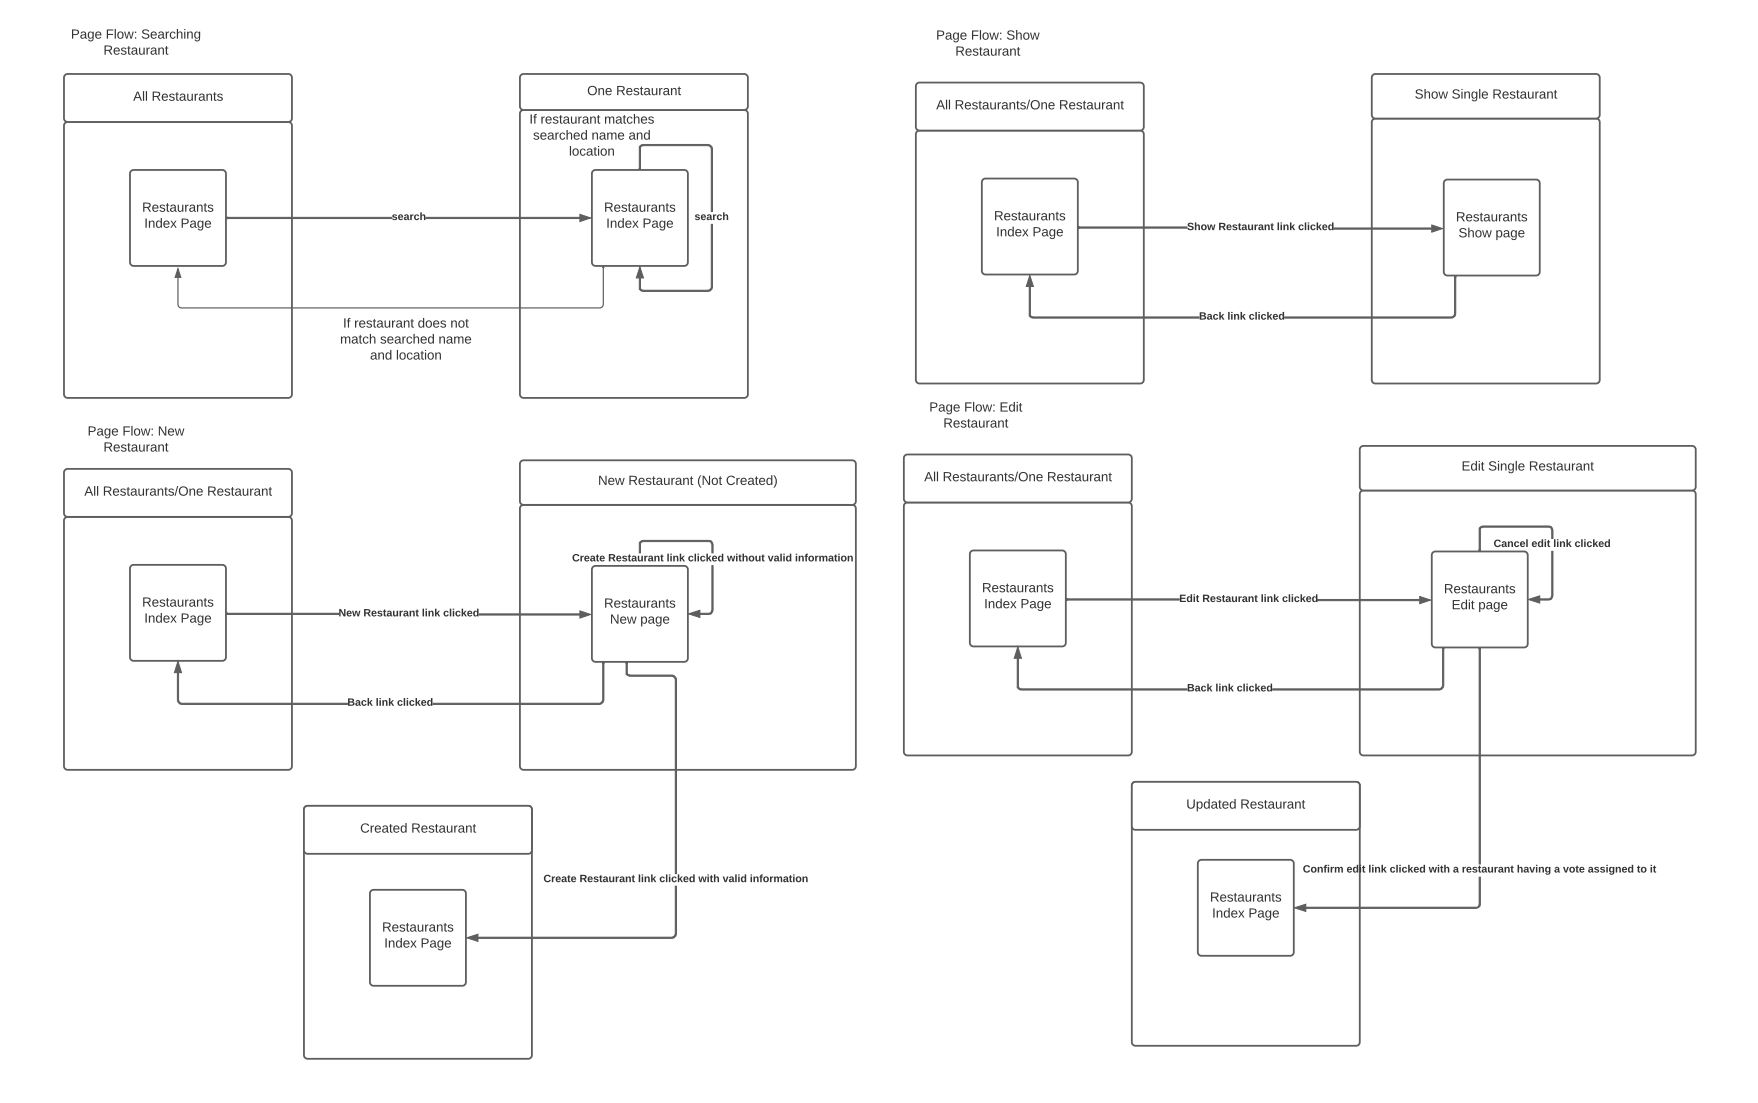 Page Flow: Searching
Restaurant
All Restaurants
One Restaurant
If restaurant matches
searched name and
location
Restaurants
Index Page
search
Restaurants
Index Page
search
If restaurant does not
match searched name
and location
Page Flow: Show
Restaurant
All Restaurants/One Restaurant
Show Single Restaurant
Restaurants
Index Page
Show Restaurant link clicked
Restaurants
Show page
Back link clicked
Page Flow: New
Restaurant
All Restaurants/One Restaurant
New Restaurant (Not Created)
Create Restaurant link clicked without valid information
Restaurants
Index Page
New Restaurant link clicked
Restaurants
New page
Back link clicked
Created Restaurant
Create Restaurant link clicked with valid information
Restaurants
Index Page
Page Flow: Edit
Restaurant
All Restaurants/One Restaurant
Edit Single Restaurant
Cancel edit link clicked
Restaurants
Index Page
Edit Restaurant link clicked
Restaurants
Edit page
Back link clicked
Updated Restaurant
Confirm edit link clicked with a restaurant having a vote assigned to it
Restaurants
Index Page